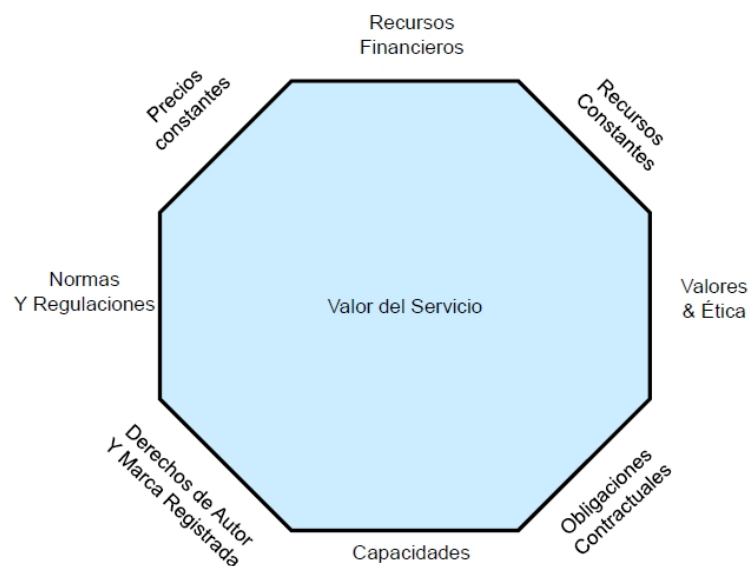 Recursos
Financieros
Precios
constantes
Recursos
Constantes
Normas
Y Regulaciones
Valor del Servicio
Valores
& Ética
Derechos de Autor
Y Marca Registrada
Capacidades
Obligaciones
Contractuales